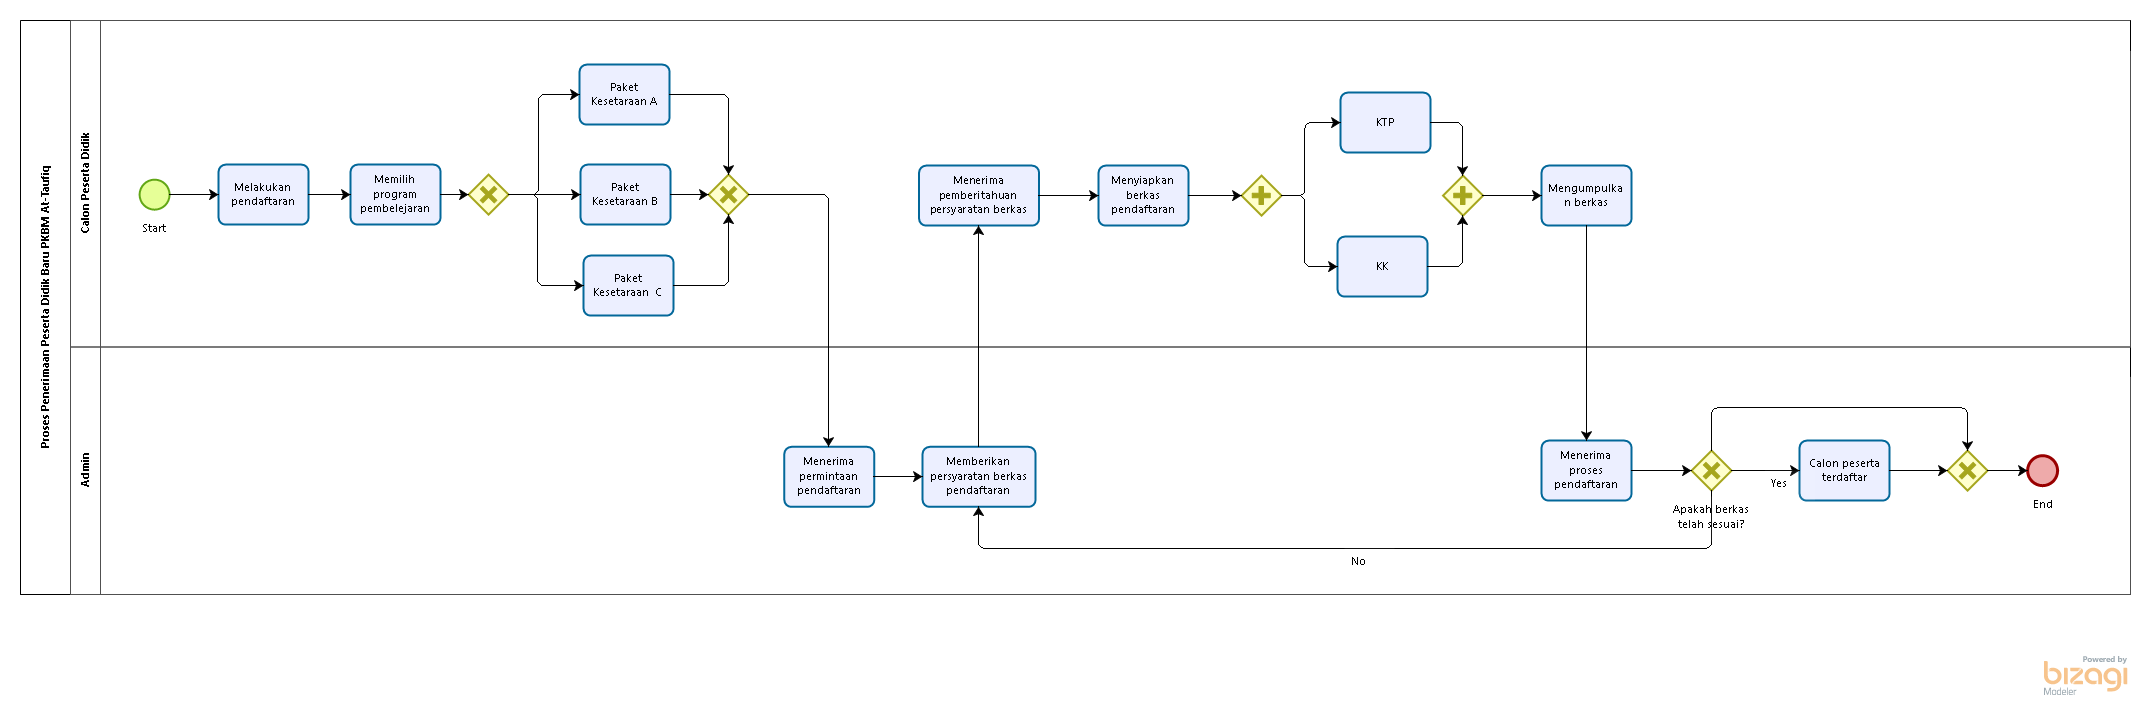 Proses Peneriman Peserta Didik Baru PKBM At-Taufiq
Calon Peserta Didik
Start
Melakukan
pendaftaran
Memilih
program
pembelejaran
Paket
Kesetaraan A
Paket
Kesetaraan B
Paket
Kesetaraan C
Menerima
pemberitahuan
persyaratan berkas
Menyiapkan
berkas
pendaftaran
KTP
KK
Mengumpulka
n berkas
Admin
Menerima
permintaan
pendaftaran
Memberikan
persyaratan berkas
pendaftaran
Menerima
proses
pendaftaran
Apakah berkas
telah sesuai?
Yes
Calon peserta
terdaftar
End
No
Powered by
bizagi
Modeler